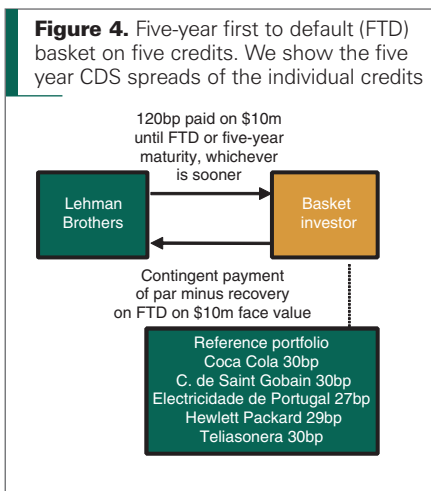 Figure 4. Five-year first to default (FTD)
basket on five credits. We show the five
year CDS spreads of the individual credits
120bp paid on $10m
until FTD or five-year
maturity, whichever
is sooner
Lehman
Brothers
Basket
investor
Contingent payment
of par minus recovery
on FTD on $10m face value
Reference portfolio
Coca Cola 30bp
C. de Saint Gobain 30bp
Electricidade de Portugal 27bp
Hewlett Packard 29bp
Teliasonera 30bp